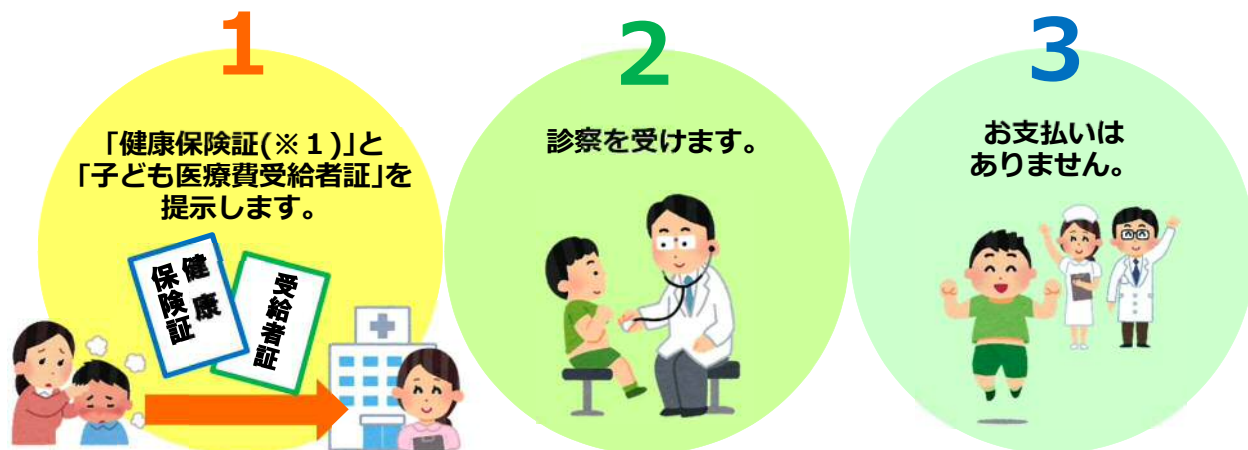 1
「健康保険証(※１)」と
「子ども医療費受給者証」を
提示します。
健康
保険証
受給者証
2
診察を受けます。
3
お支払いは
ありません。